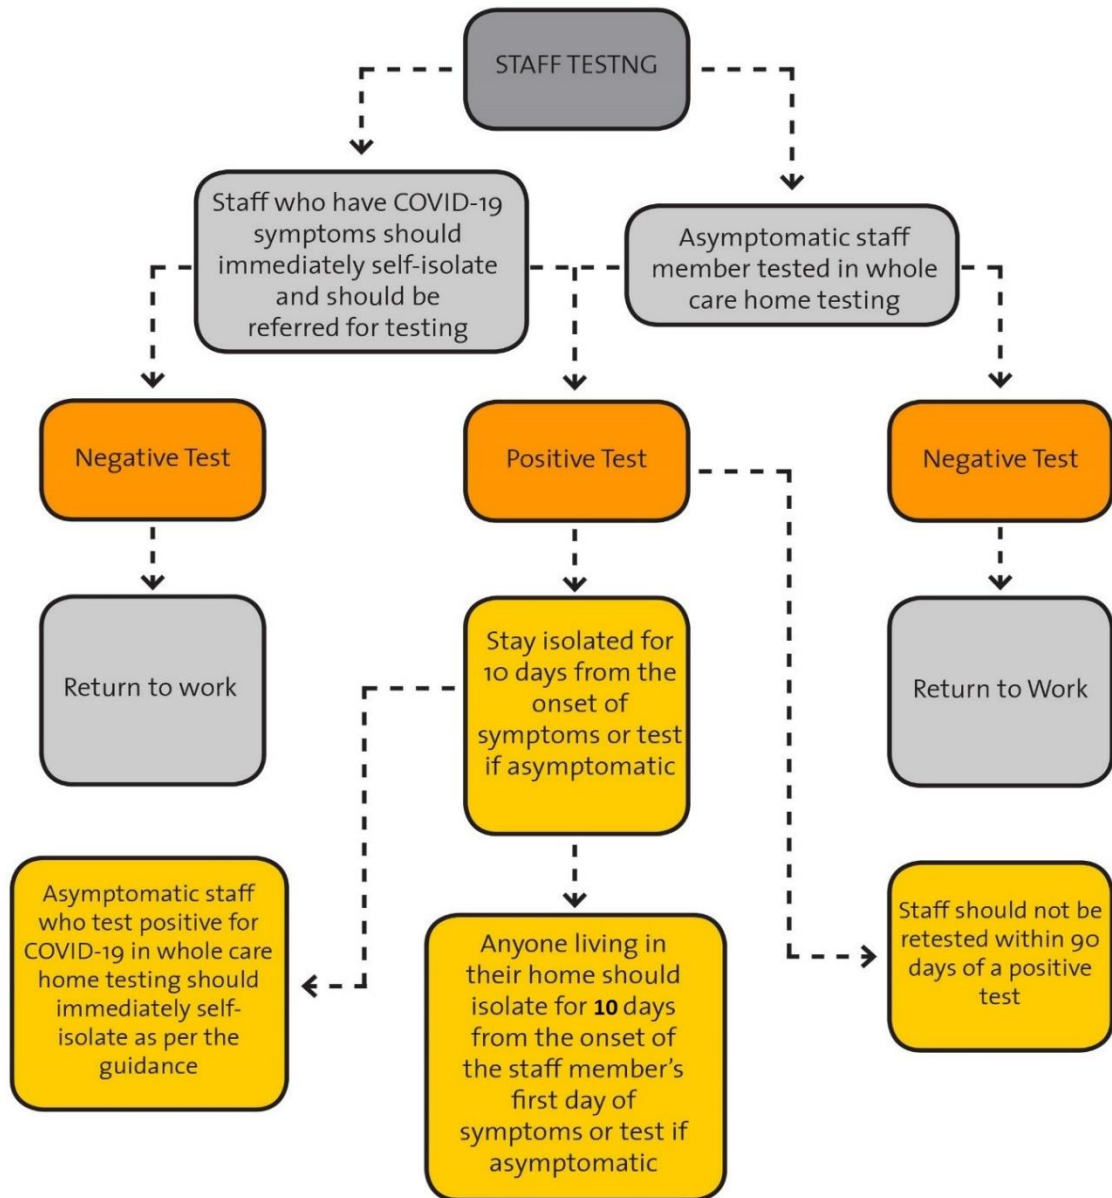 STAFF TESTNG
Staff who have COVID-19
symptoms should
immediately self-isolate
and should be
referred for testing
Asymptomatic staff
member tested in whole
care home testing
Negative Test
Positive Test
Negative Test
Return to work
Stay isolated for
10 days from the
onset of
symptoms or test
if asymptomatic
Return to Work
Asymptomatic staff
who test positive for
COVID-19 in whole care
home testing should
immediately self-
isolate as per the
guidance
Anyone living in
their home should
isolate for 10 days
from the onset of
the staff member's
first day of
symptoms or test if
asymptomatic
Staff should not be
retested within 90
days of a positive
test